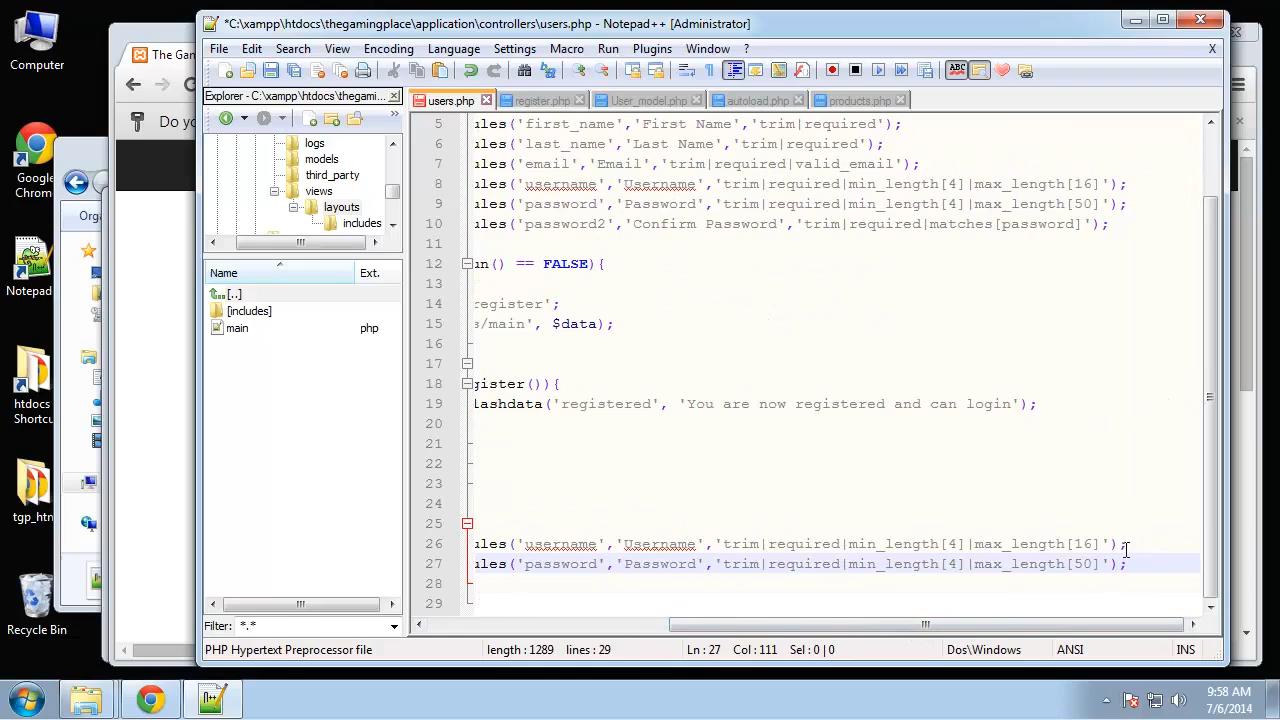 Computer
Google
Chrom
Notepad
htdocs
Shortcu
tgp_htn
Recycle Bin
The Gan
Do yo
Orga
*C:\xampp\htdocs\thegamingplace\application\controllers\users.php - Notepad++ [Administrator]
File Edit Search View Encoding Language Settings Macro Run Plugins Window ? X
Explorer - C:\xampp\htdocs\thegami...
users.php register.php User_model.php autoload.php products.php
logs
models
third_party
views
layouts
includes
Name Ext.
[..]
[includes]
main php
Filter: *.*
5 ules('first_name','First Name','trim|required');
6 ules('last_name','Last Name','trim|required');
7 ules('email','Email','trim|required|valid_email');
8 ules('username','Username','trim|required|min_length[4]|max_length[16]');
9 ules('password','Password','trim|required|min_length[4]|max_length[50]');
10 ules('password2','Confirm Password','trim|required|matches[password]');
11
12 un() == FALSE){
13
14 register';
15 s/main', $data);
16
17
18 gister()){
19 lashdata('registered', 'You are now registered and can login');
20
21
22
23
24
25
26 ules('username','Username','trim|required|min_length[4]|max_length[16]');
27 ules('password','Password','trim|required|min_length[4]|max_length[50]');
28
29
PHP Hypertext Preprocessor file length : 1289 lines : 29 Ln : 27 Col : 111 Sel : 0 | 0 Dos\Windows ANSI INS
9:58 AM
7/6/2014